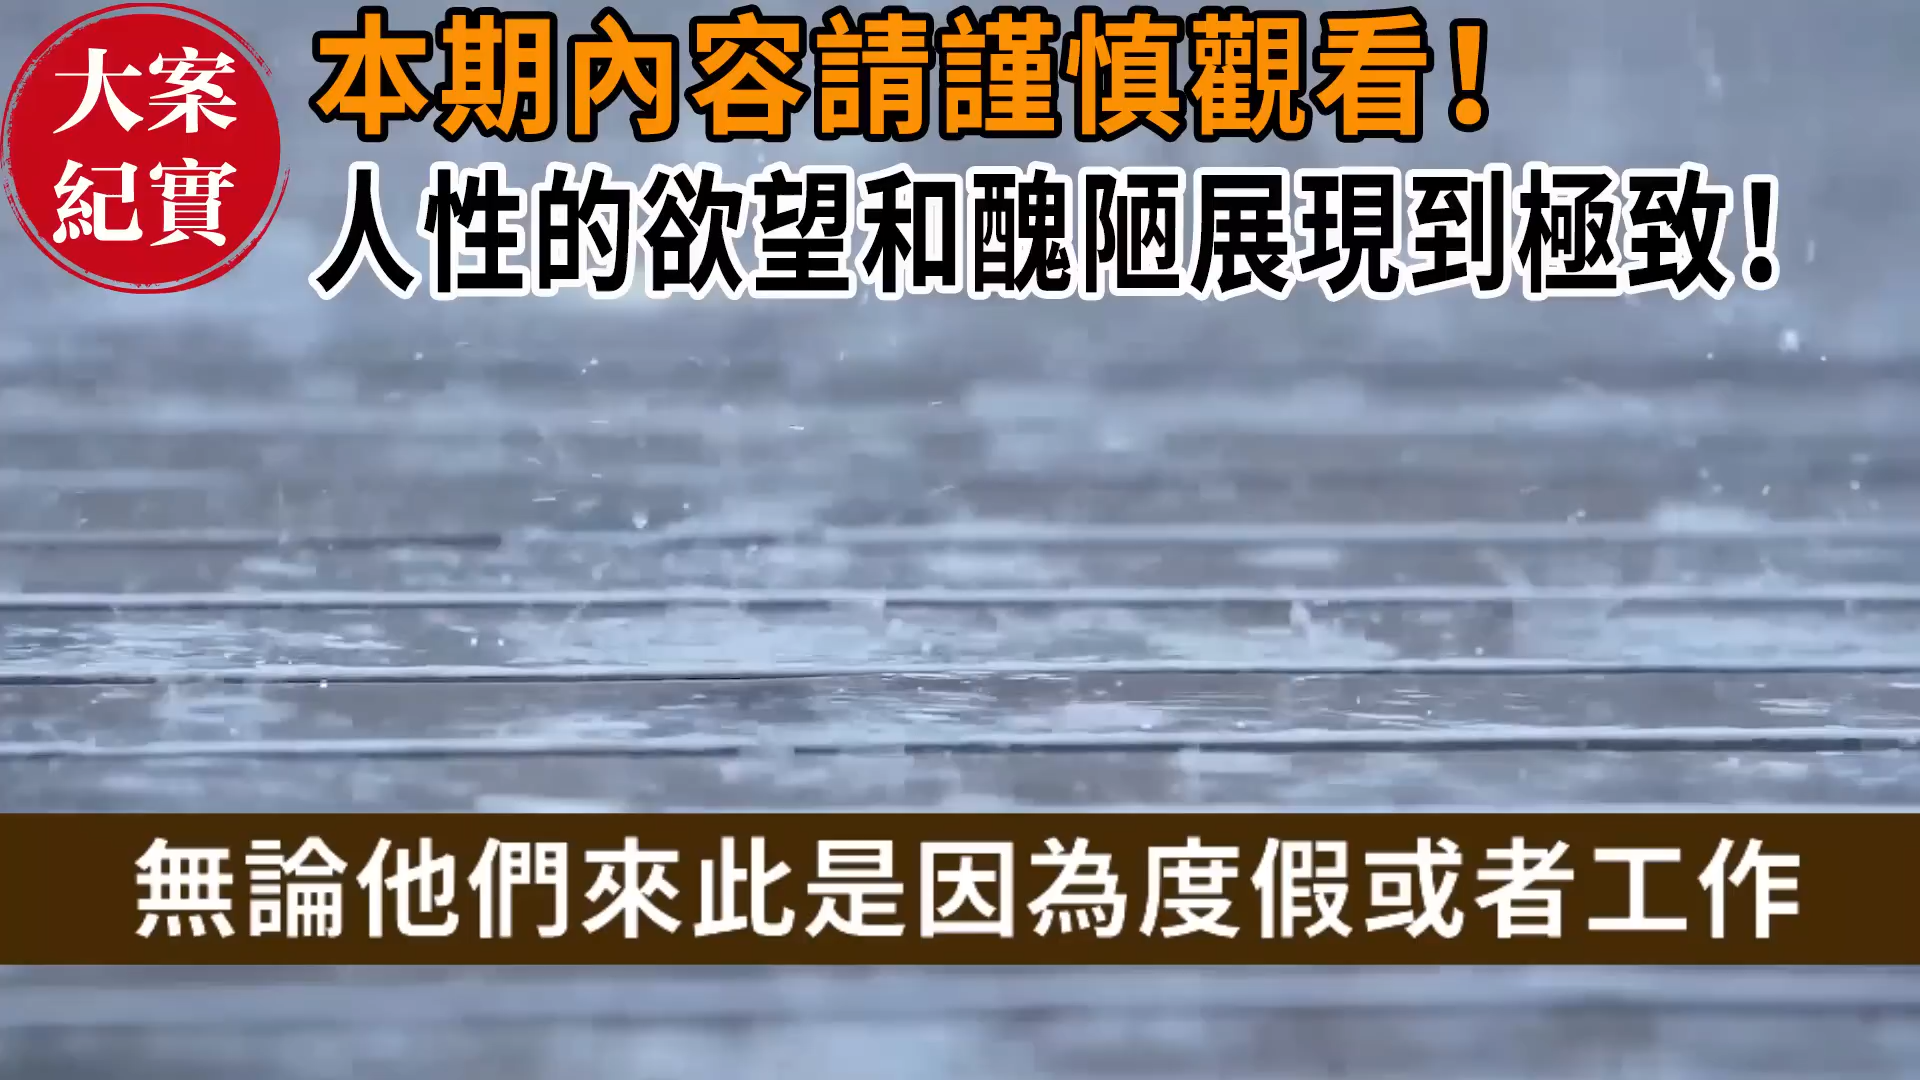 大案
紀實
本期內容請謹慎觀看！
人性的欲望和醜陋展現到極致！
無論他們來此是因為度假或者工作